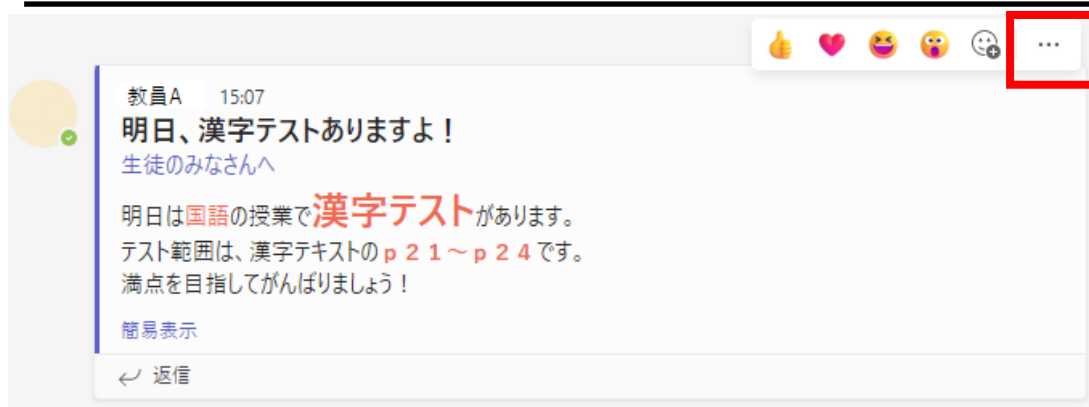 教員A 15:07
明日、漢字テストありますよ！
生徒のみなさんへ
明日は国語の授業で漢字テストがあります。
テスト範囲は、漢字テキストのｐ２１～ｐ２４です。
満点を目指してがんばりましょう！
簡易表示
返信